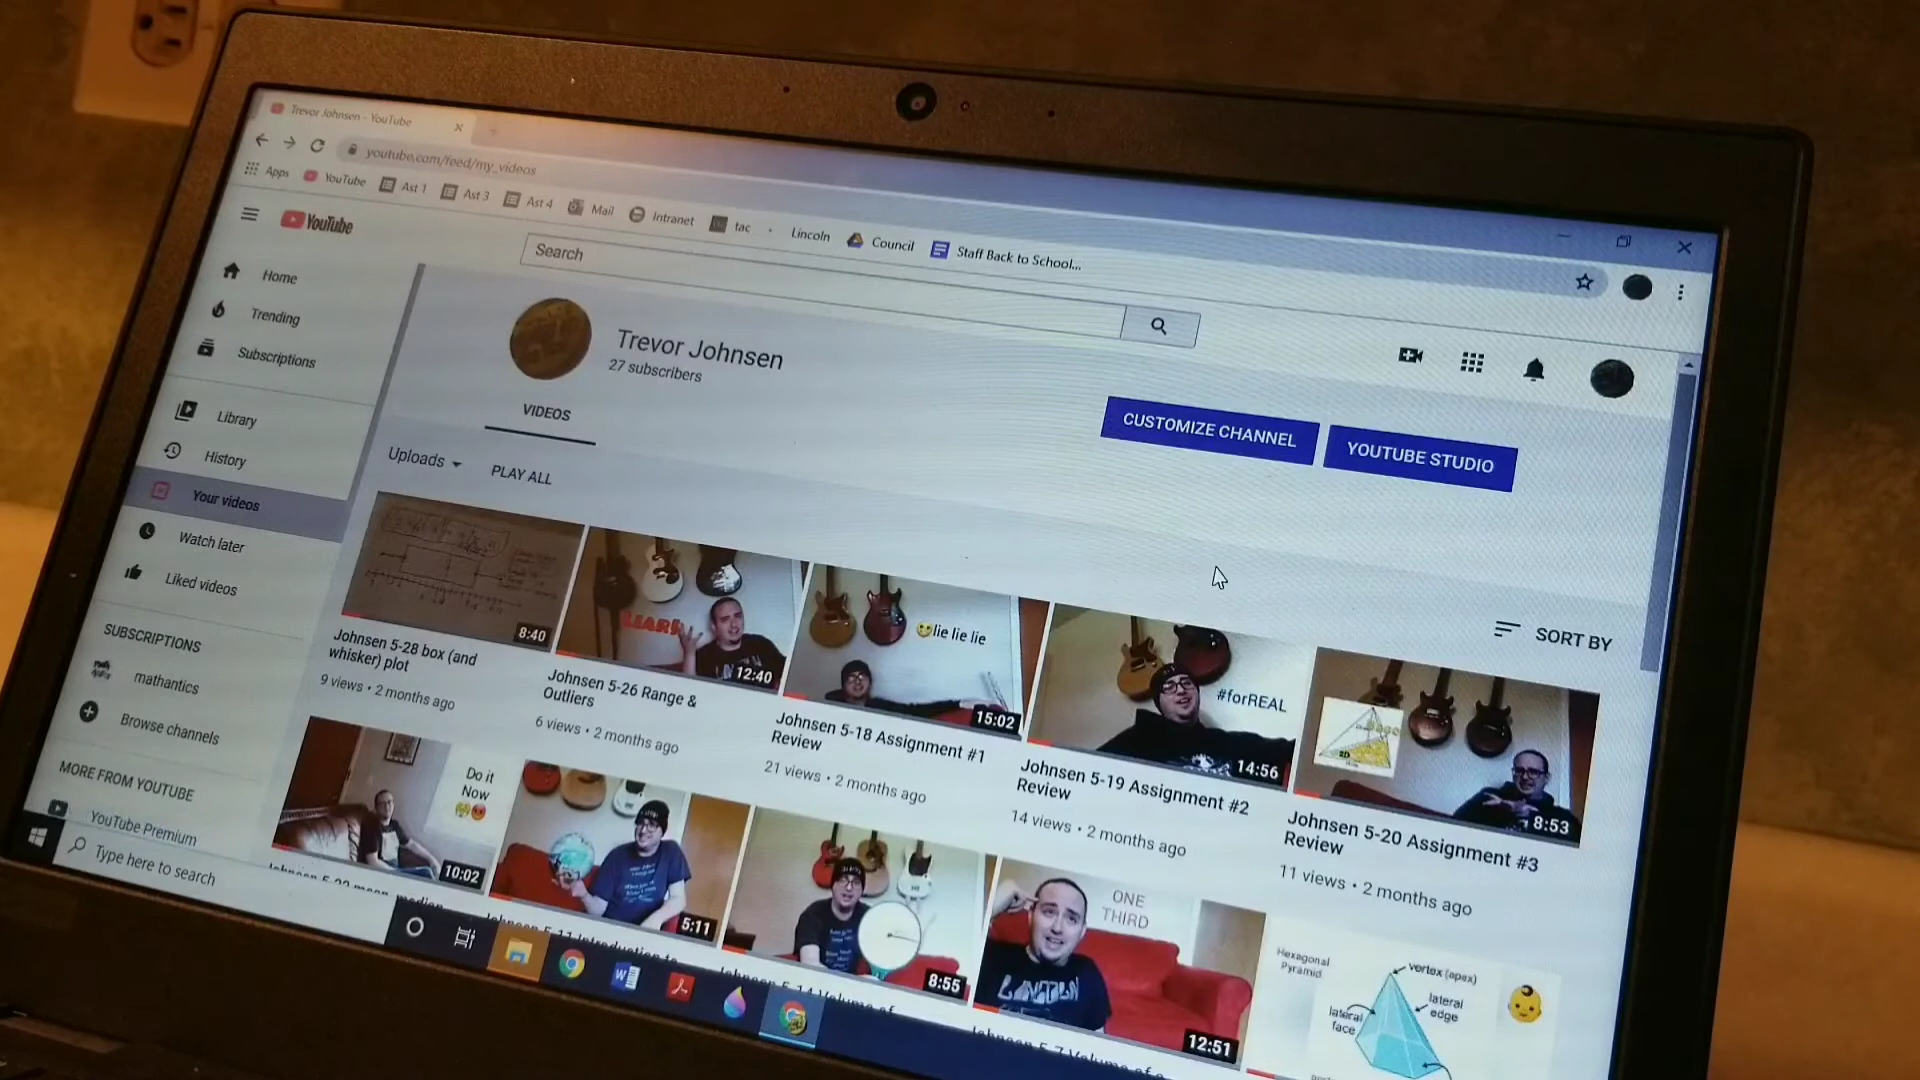 Trevor Johnsen - YouTube
youtube.com/feed/my_videos
Apps
YouTube
Ast 1
Ast 3
Ast 4
Mail
Intranet
tac
Lincoln
Council
Staff Back to School...
YouTube
Search
Home
Trending
Subscriptions
Library
History
Your videos
Watch later
Liked videos
SUBSCRIPTIONS
mathantics
Browse channels
MORE FROM YOUTUBE
YouTube Premium
Type here to search
Trevor Johnsen
27 subscribers
VIDEOS
CUSTOMIZE CHANNEL
YOUTUBE STUDIO
Uploads
PLAY ALL
SORT BY
8:40
Johnsen 5-28 box (and
whisker) plot
9 views • 2 months ago
12:40
Johnsen 5-26 Range &
Outliers
6 views • 2 months ago
lie lie lie
15:02
Johnsen 5-18 Assignment #1
Review
21 views • 2 months ago
#forREAL
14:56
Johnsen 5-19 Assignment #2
Review
14 views • 2 months ago
8:53
Johnsen 5-20 Assignment #3
Review
11 views • 2 months ago
Do it
Now
10:02
5:11
8:55
ONE
THIRD
12:51
Hexagonal
Pyramid
vertex (apex)
lateral
edge
lateral
face